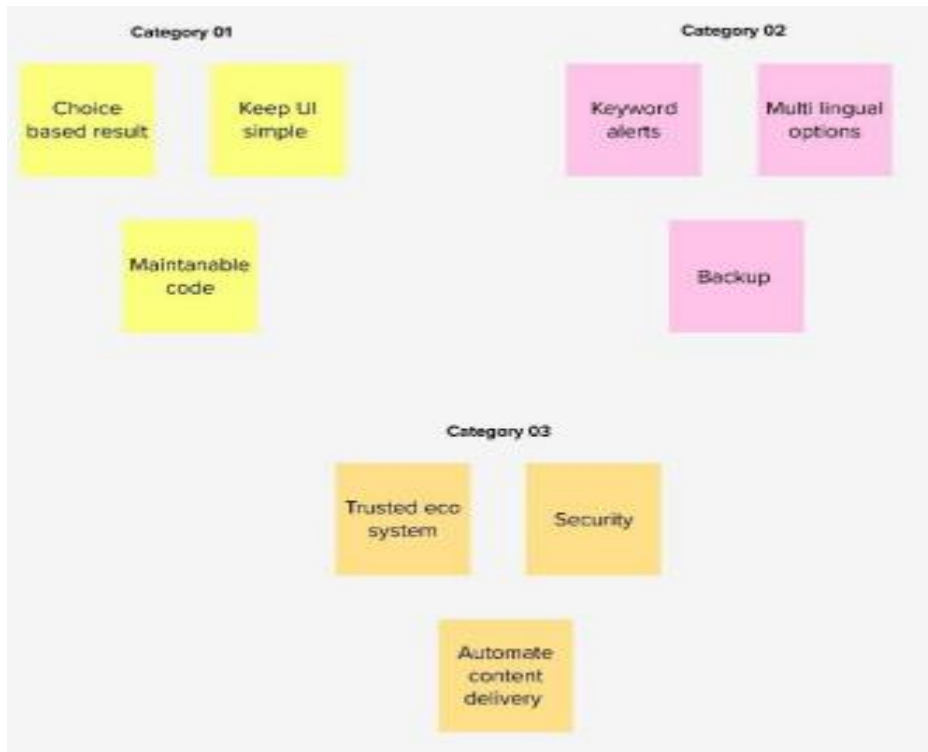 Category 01
Choice
based result
Keep UI
simple
Maintanable
code
Category 02
Keyword
alerts
Multi lingual
options
Backup
Category 03
Trusted eco
system
Security
Automate
content
delivery